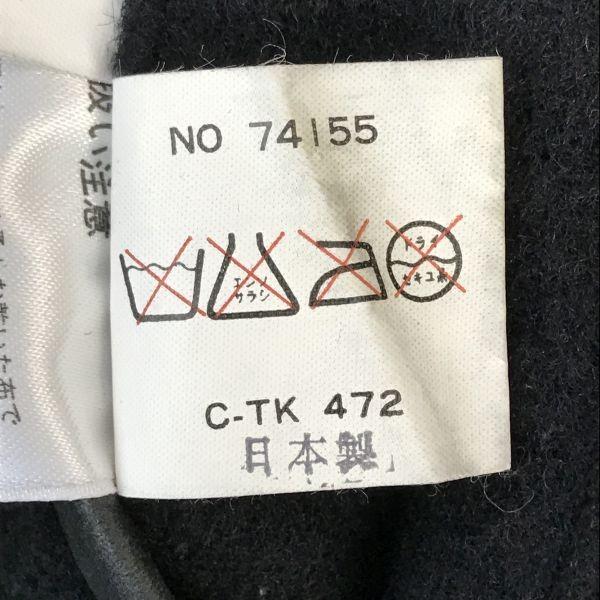 NO 74155
エンソ
サラシ
ドライ
セキユ系
C-TK 472
日本製
扱い注意